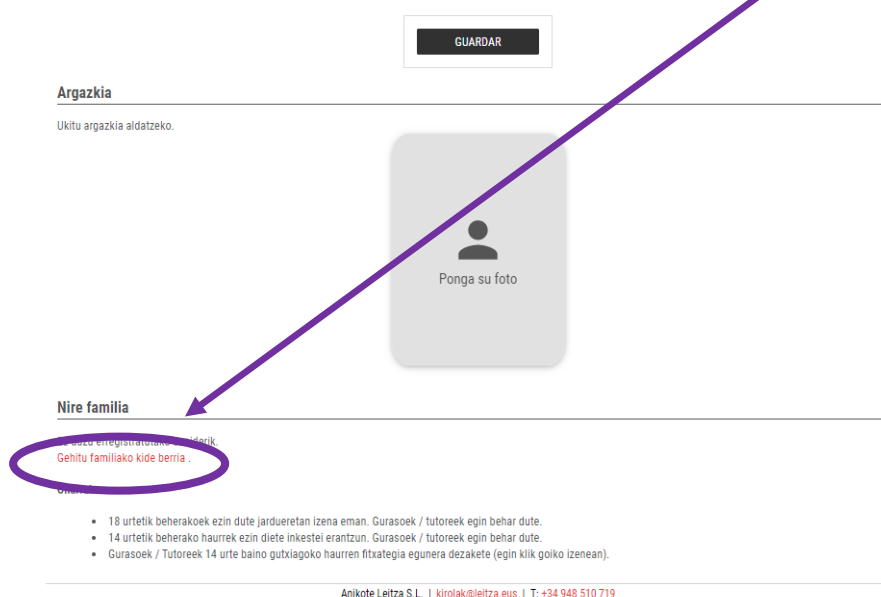 GUARDAR
Argazkia
Ukitu argazkia aldatzeko.
Ponga su foto
Nire familia
erregistratutako
Gehitu familiako kide berria .
• 18 urtetik beherakoek ezin dute jardueretan izena eman. Gurasoek / tutoreek egin behar dute.
• 14 urtetik beherako haurrek ezin diete inkestei erantzun. Gurasoek / tutoreek egin behar dute.
• Gurasoek / Tutoreek 14 urte baino gutxiagoko haurren fitxategia egunera dezakete (egin klik goiko izenean).
Anikote Leitza S.L. | kirolak@leitza.eus | T: +34 948 510 719